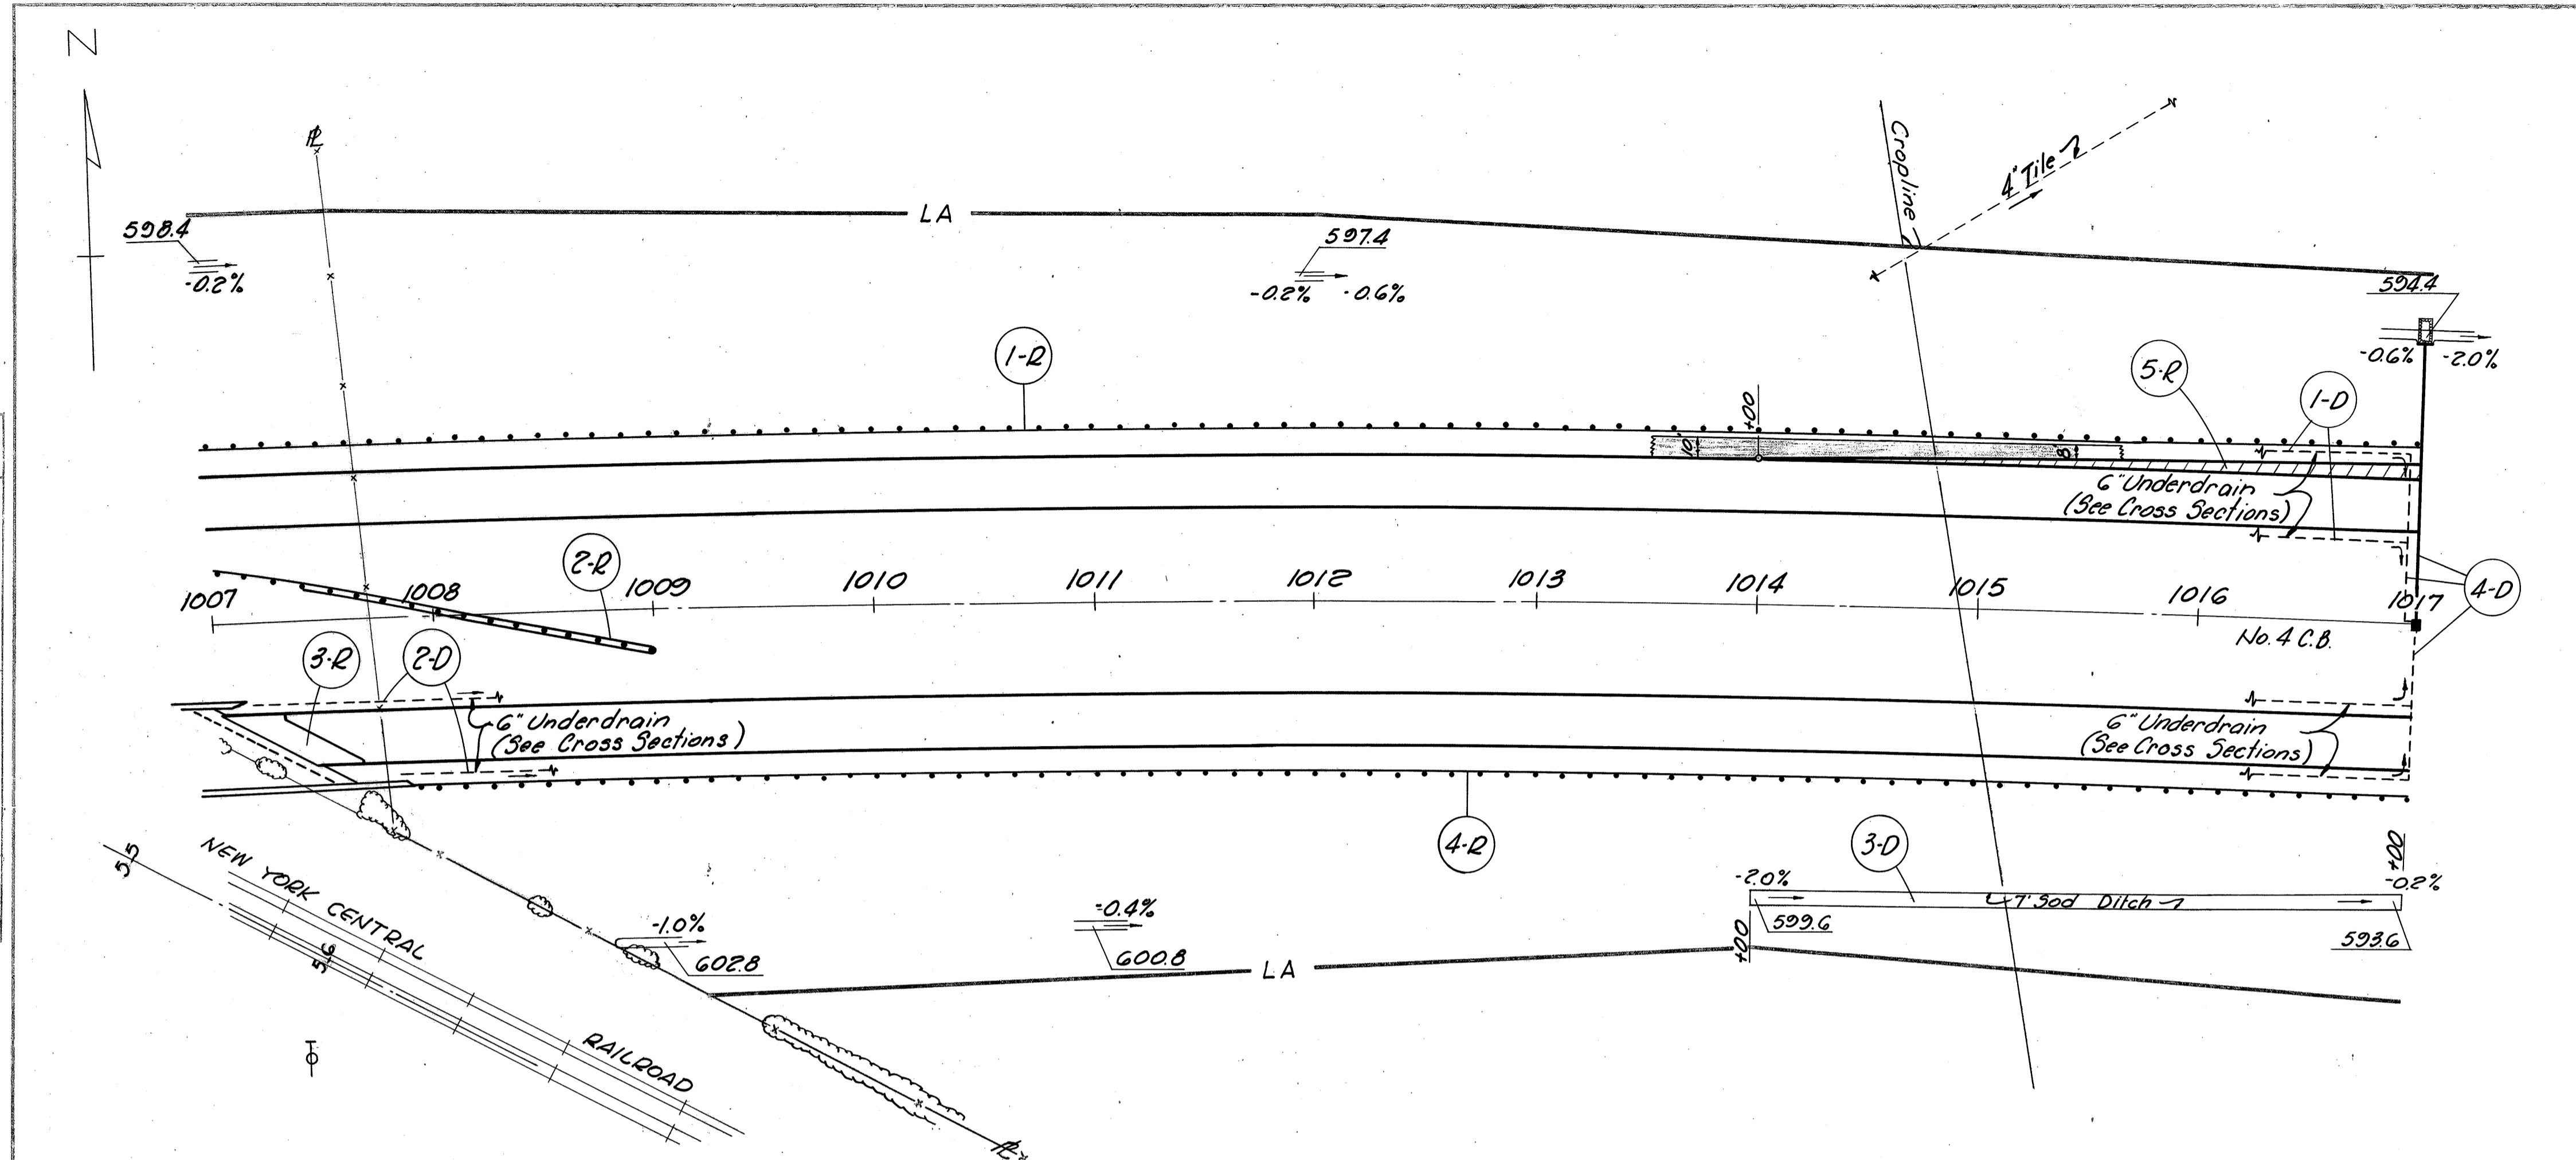 N
PL
Cropline
4" Tile
LA
598.4
-0.2%
597.4
-0.2% -0.6%
594.4
-0.6% -2.0%
1-R
5-R
1-D
+00
10'
8'
6" Underdrain
(See Cross Sections)
2-R
1007
1008
1009
1010
1011
1012
1013
1014
1015
1016
1017
4-D
No. 4 C.B.
3-R
2-D
6" Underdrain
(See Cross Sections)
6" Underdrain
(See Cross Sections)
4-R
3-D
+00
-2.0%
-0.2%
7' Sod Ditch
599.6
593.6
+00
55
NEW YORK CENTRAL
RAILROAD
56
-1.0%
602.8
-0.4%
600.8
LA
PL